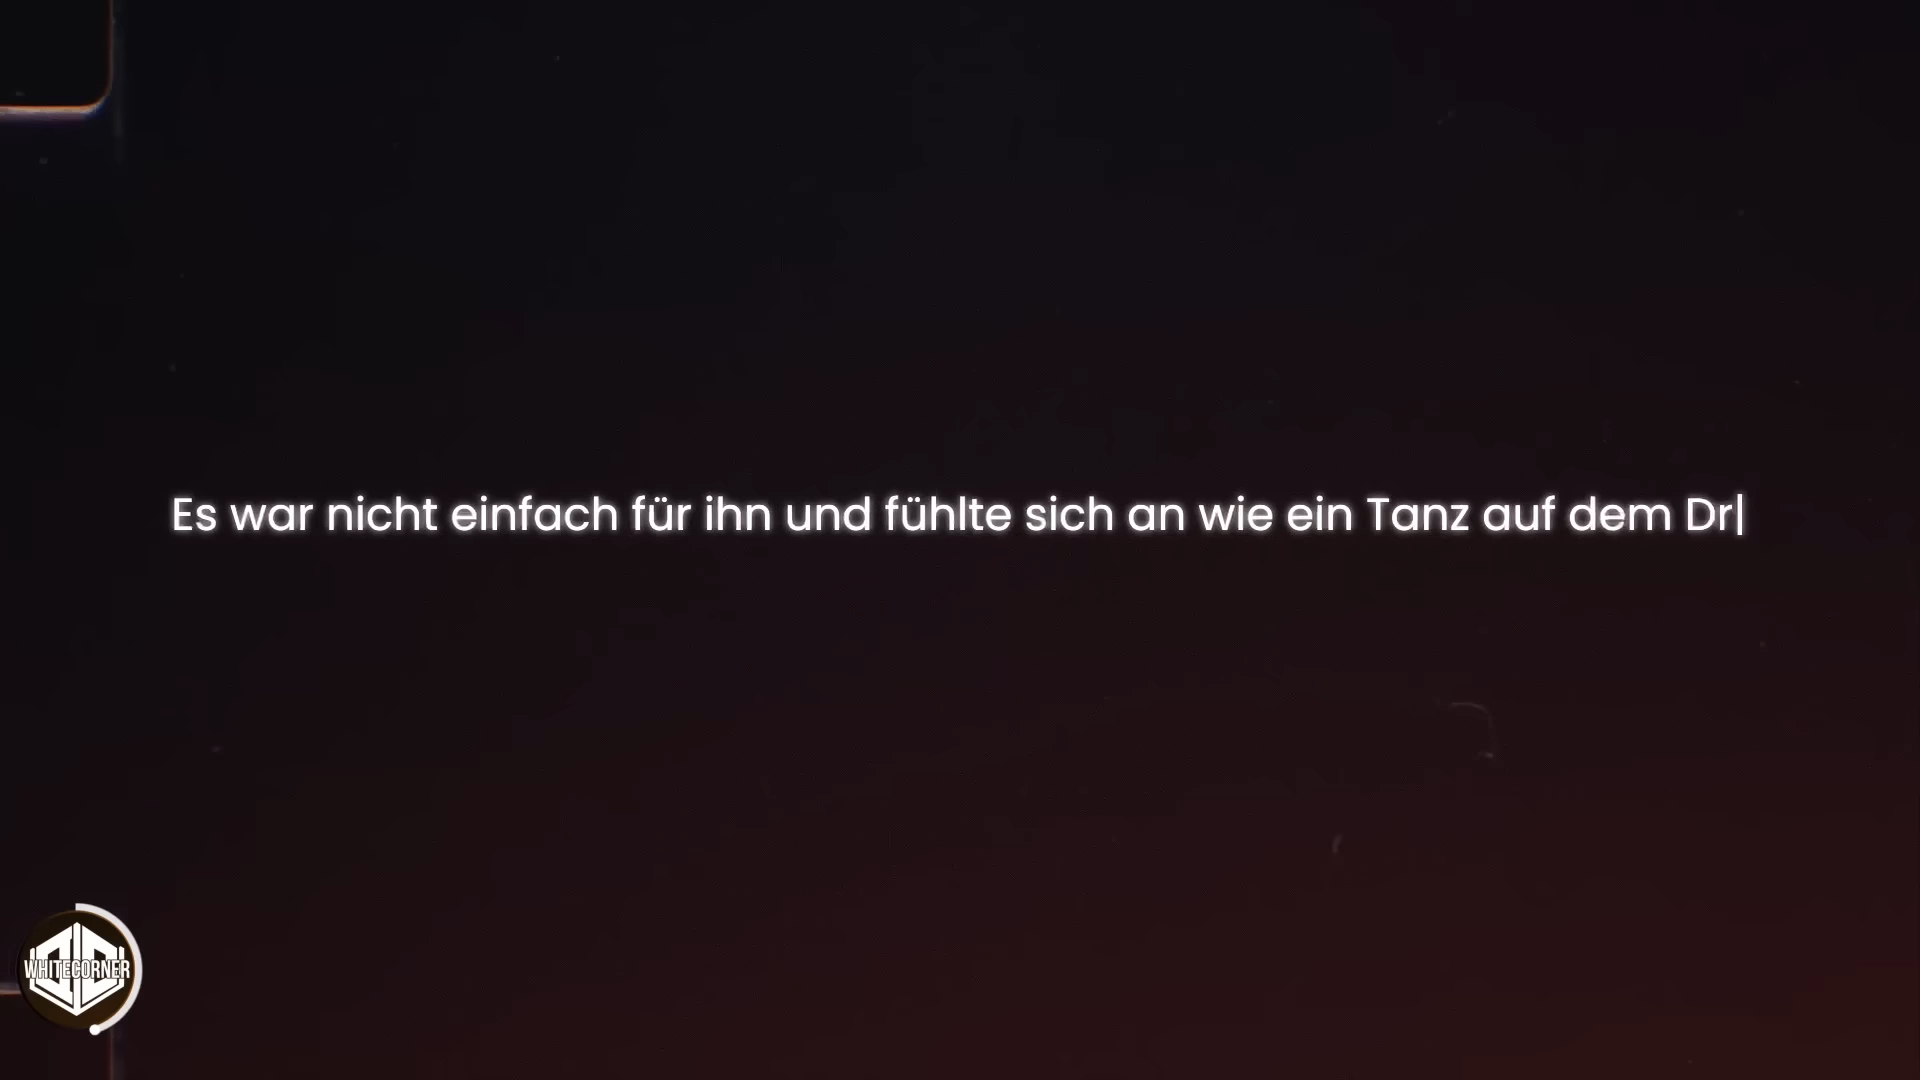 Es war nicht einfach für ihn und fühlte sich an wie ein Tanz auf dem Dr
WHITECORNER